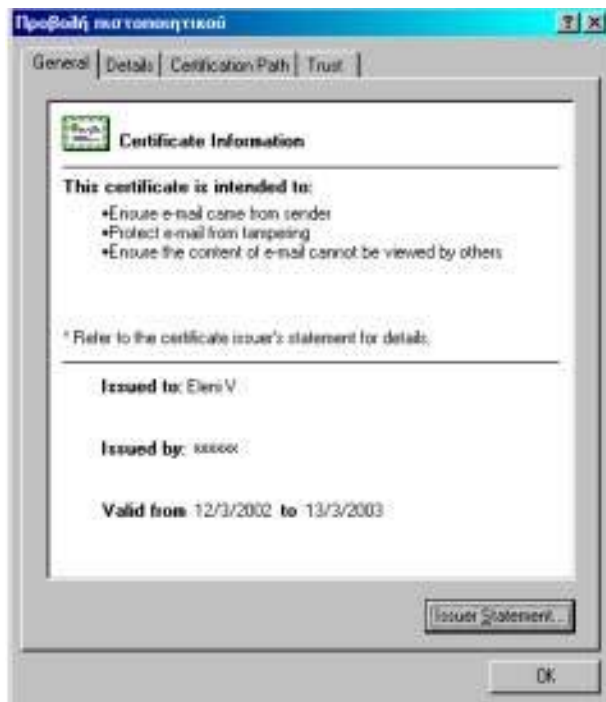 Προβολή πιστοποιητικού
General Details Certification Path Trust
Certificate Information
This certificate is intended to:
•Ensure e-mail came from sender
•Protect e-mail from tampering
•Ensure the content of e-mail cannot be viewed by others
* Refer to the certificate issuer's statement for details.
Issued to: Eleni V
Issued by: xxxxxx
Valid from 12/3/2002 to 13/3/2003
Issuer Statement...
OK